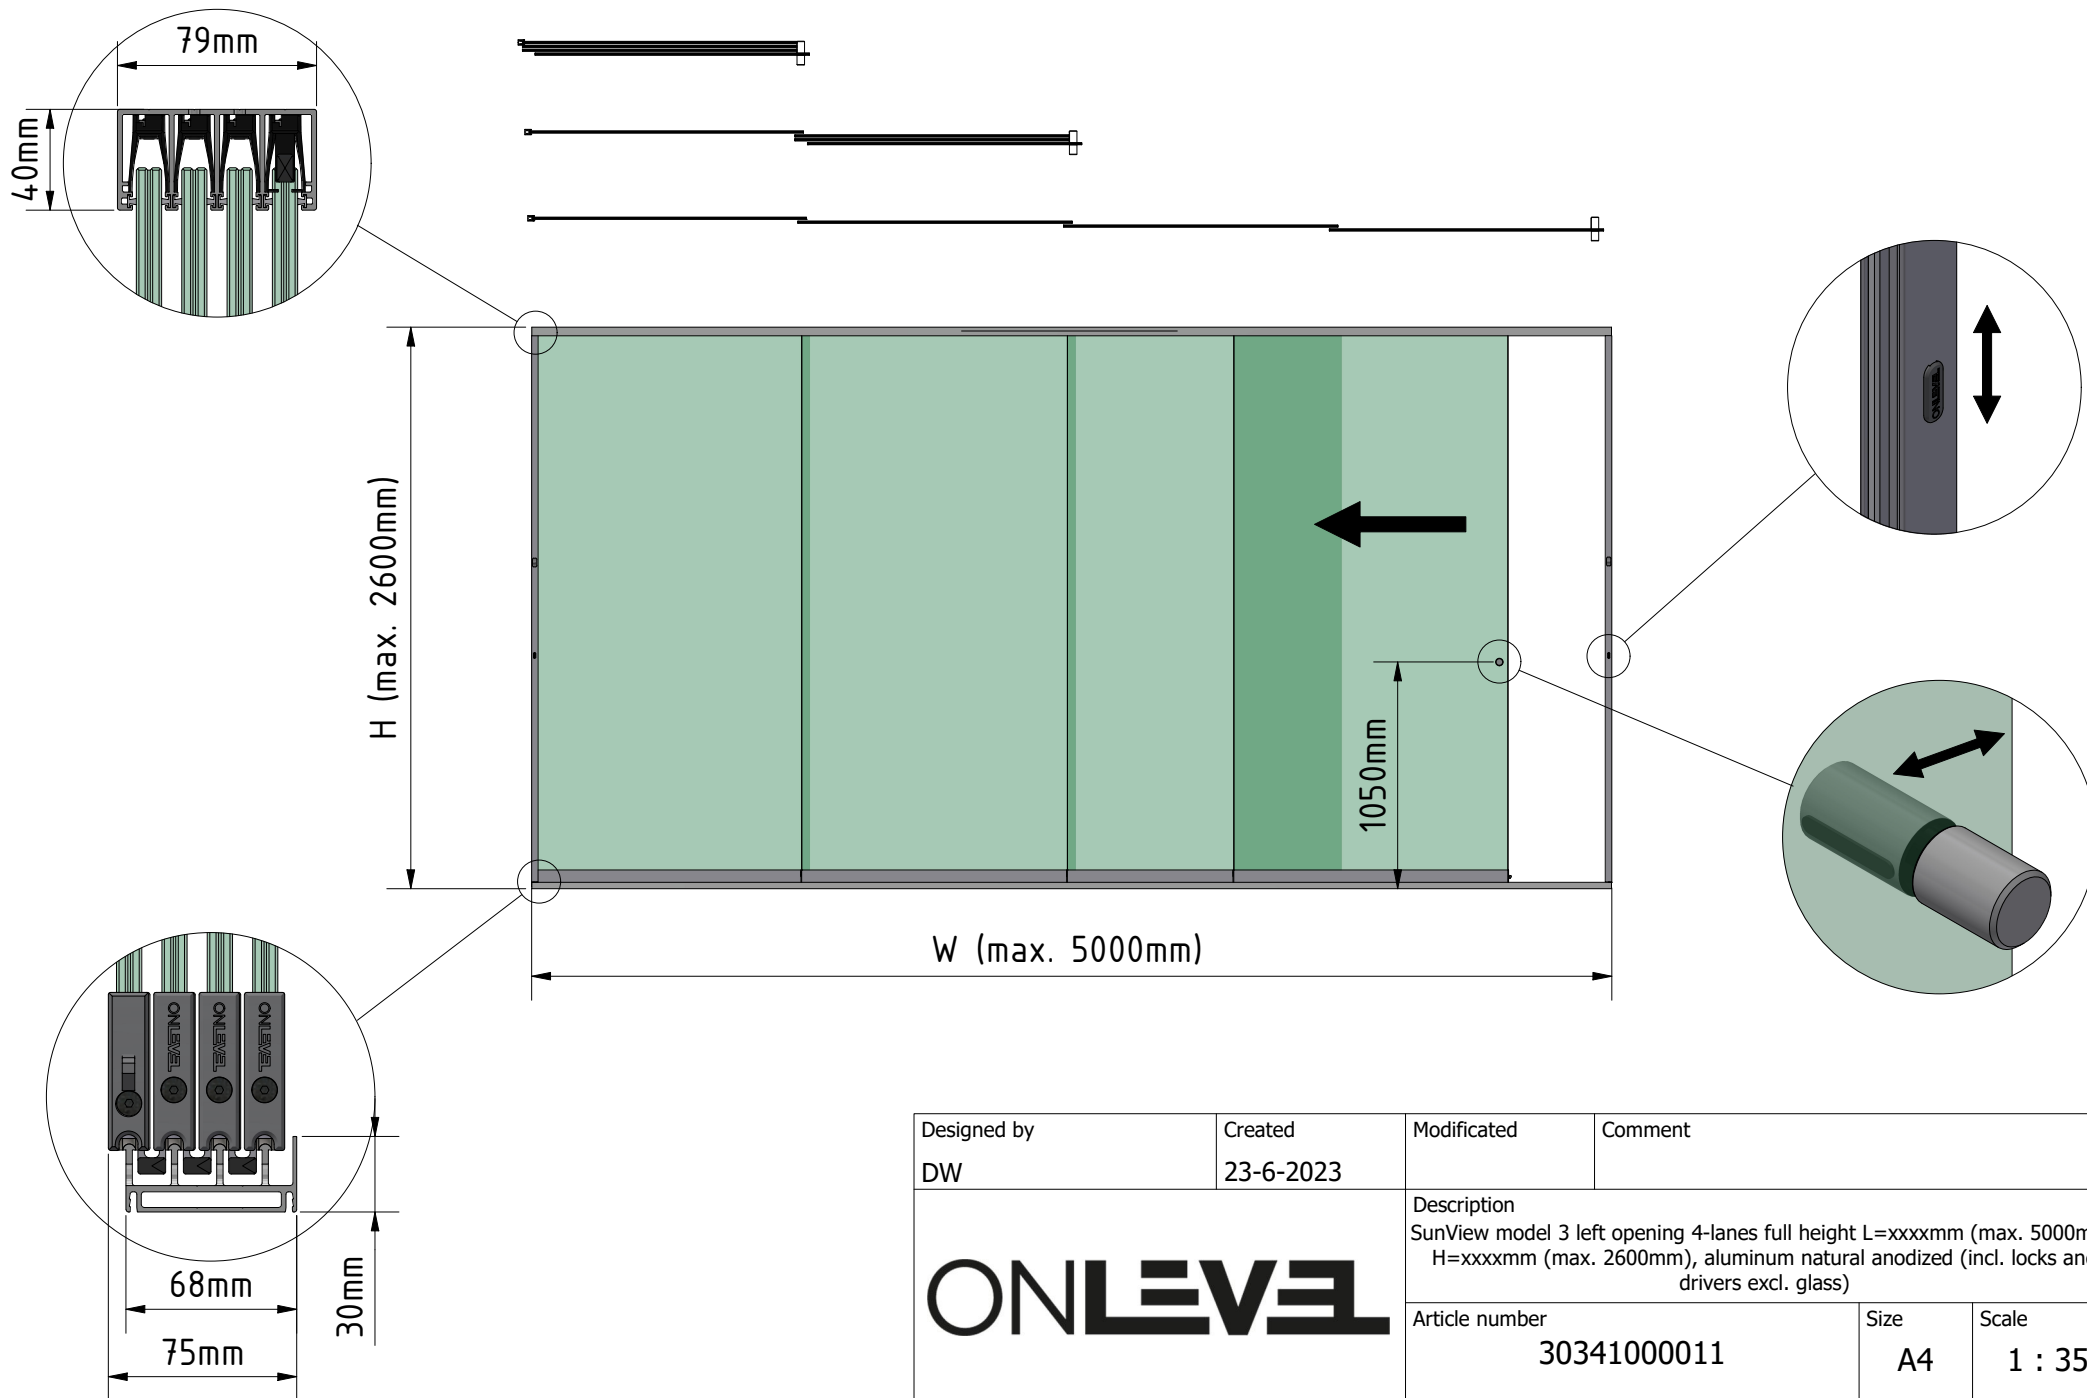 79mm
40mm
H (max. 2600mm)
1050mm
W (max. 5000mm)
ONLEVEL
ONLEVEL
ONLEVEL
ONLEVEL
68mm
75mm
30mm
Designed by
DW
Created
23-6-2023
Modificated
Comment
ONLEVEL
Description
SunView model 3 left opening 4-lanes full height L=xxxxmm (max. 5000m
H=xxxxmm (max. 2600mm), aluminum natural anodized (incl. locks an
drivers excl. glass)
Article number
30341000011
Size
A4
Scale
1 : 35